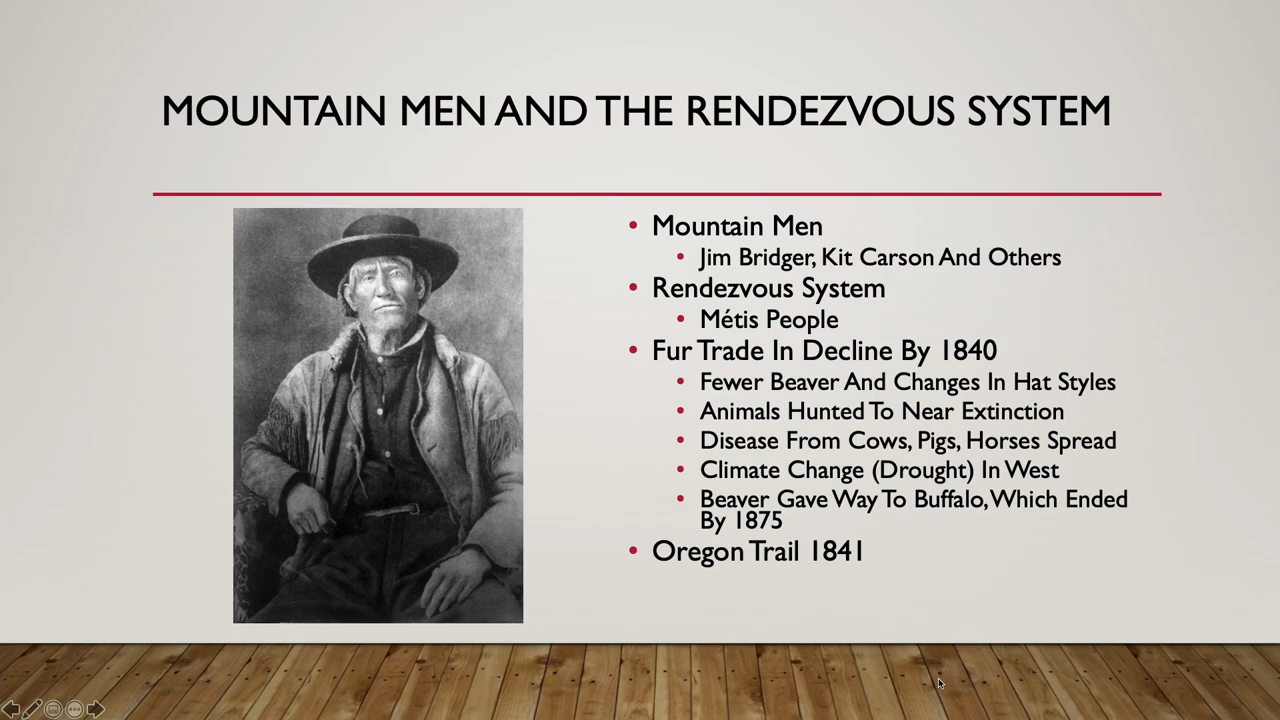 MOUNTAIN MEN AND THE RENDEZVOUS SYSTEM
Mountain Men
Jim Bridger, Kit Carson And Others
Rendezvous System
Métis People
Fur Trade In Decline By 1840
Fewer Beaver And Changes In Hat Styles
Animals Hunted To Near Extinction
Disease From Cows, Pigs, Horses Spread
Climate Change (Drought) In West
Beaver Gave Way To Buffalo, Which Ended
By 1875
Oregon Trail 1841